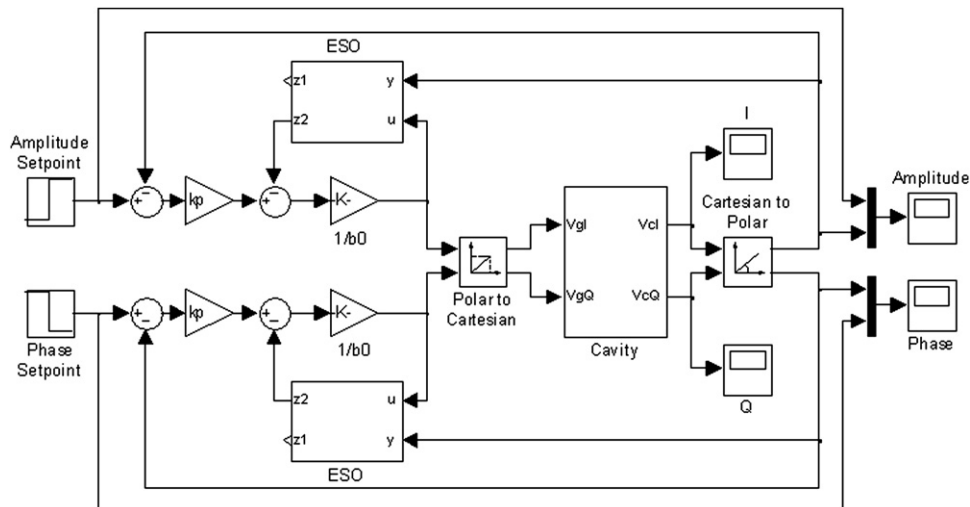 ESO
z1
y
z2
u
Amplitude
Setpoint
kp
-K-
1/b0
I
Cartesian to
Polar
Amplitude
VgI
VcI
VgQ
VcQ
Polar to
Cartesian
Cavity
Phase
Setpoint
kp
-K-
1/b0
Phase
Q
z2
u
z1
y
ESO